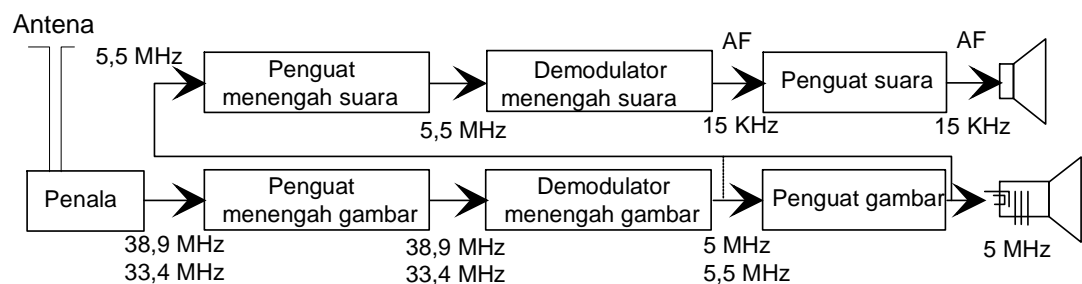 Antena
5,5 MHz
Penguat
menengah suara
5,5 MHz
Demodulator
menengah suara
AF
15 KHz
Penguat suara
AF
15 KHz
Penala
38,9 MHz
33,4 MHz
Penguat
menengah gambar
38,9 MHz
33,4 MHz
Demodulator
menengah gambar
5 MHz
5,5 MHz
Penguat gambar
5 MHz